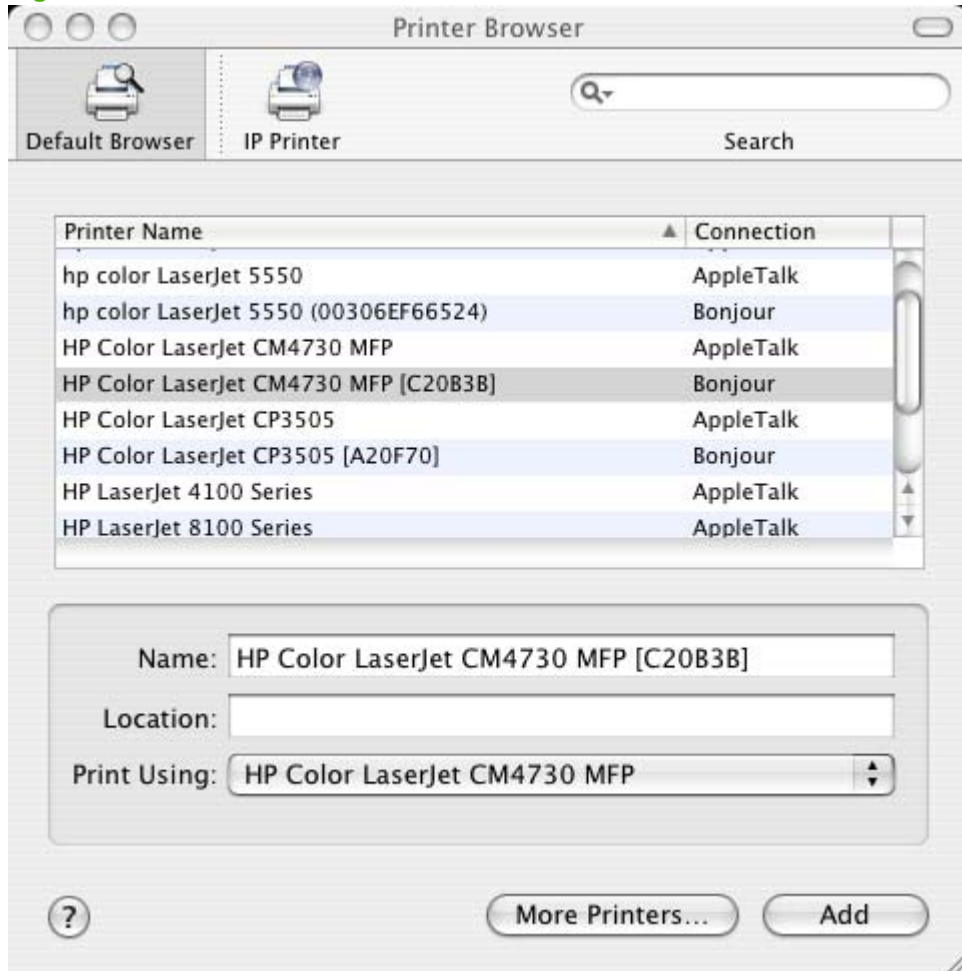 Printer Browser
Default Browser
IP Printer
Search
Printer Name Connection
hp color LaserJet 5550 AppleTalk
hp color LaserJet 5550 (00306EF66524) Bonjour
HP Color LaserJet CM4730 MFP AppleTalk
HP Color LaserJet CM4730 MFP [C20B3B] Bonjour
HP Color LaserJet CP3505 AppleTalk
HP Color LaserJet CP3505 [A20F70] Bonjour
HP LaserJet 4100 Series AppleTalk
HP LaserJet 8100 Series AppleTalk
Name: HP Color LaserJet CM4730 MFP [C20B3B]
Location:
Print Using: HP Color LaserJet CM4730 MFP
? More Printers... Add